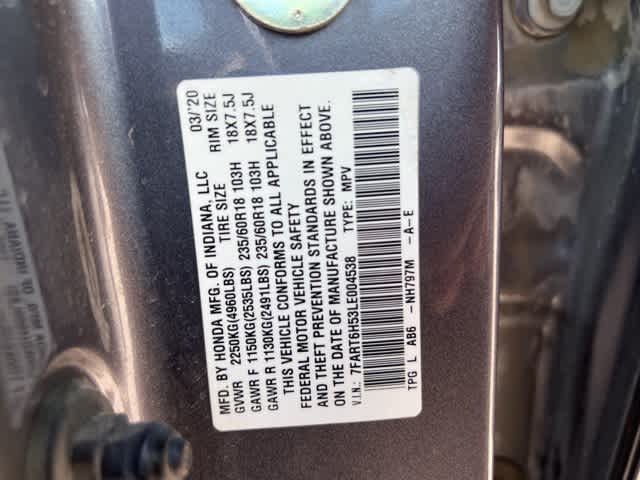 MFD. BY HONDA MFG. OF INDIANA, LLC 03/'20
GVWR 2250KG(4960LBS) TIRE SIZE RIM SIZE
GAWR F 1150KG(2535LBS) 235/60R18 103H 18X7.5J
GAWR R 1130KG(2491LBS) 235/60R18 103H 18X7.5J
THIS VEHICLE CONFORMS TO ALL APPLICABLE
FEDERAL MOTOR VEHICLE SAFETY
AND THEFT PREVENTION STANDARDS IN EFFECT
ON THE DATE OF MANUFACTURE SHOWN ABOVE.
V.I.N.: 7FART6H53LE004538 TYPE: MPV
TPG L AB6 -NH797M -A-E